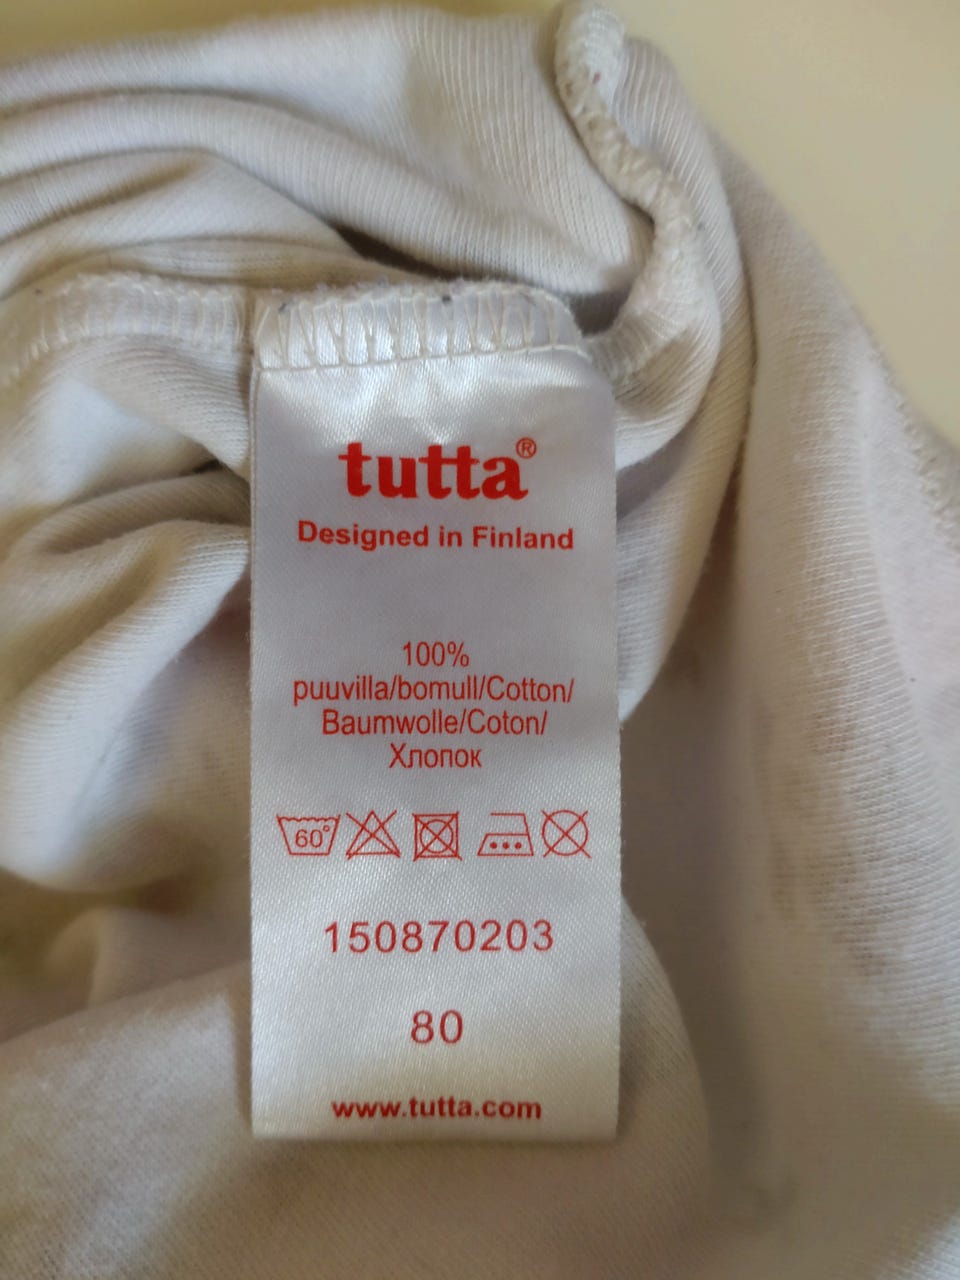 tutta®
Designed in Finland
100%
puuvilla/bomull/Cotton/
Baumwolle/Coton/
Хлопок
60°
150870203
80
www.tutta.com